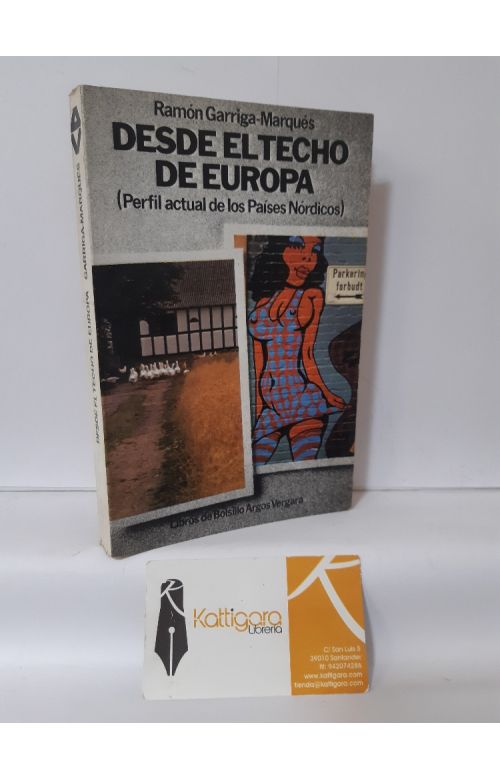 Ramón Garriga-Marqués
DESDE EL TECHO
DE EUROPA
(Perfil actual de los Países Nórdicos)
Parkering
forbudt
Libros de Bolsillo Argos Vergara
DESDE EL TECHO DE EUROPA GARRIGA-MARQUÉS
Kattigara
Librería
C/ San Luis 5
39010 Santander
tlf: 942074286
www.kattigara.com
tienda@kattigara.com